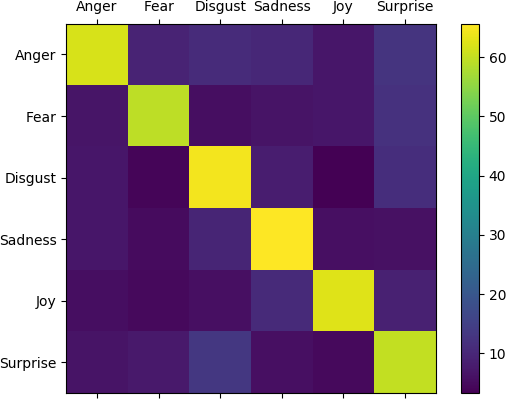 Anger Fear Disgust Sadness Joy Surprise
Anger
Fear
Disgust
Sadness
Joy
Surprise
60
50
40
30
20
10